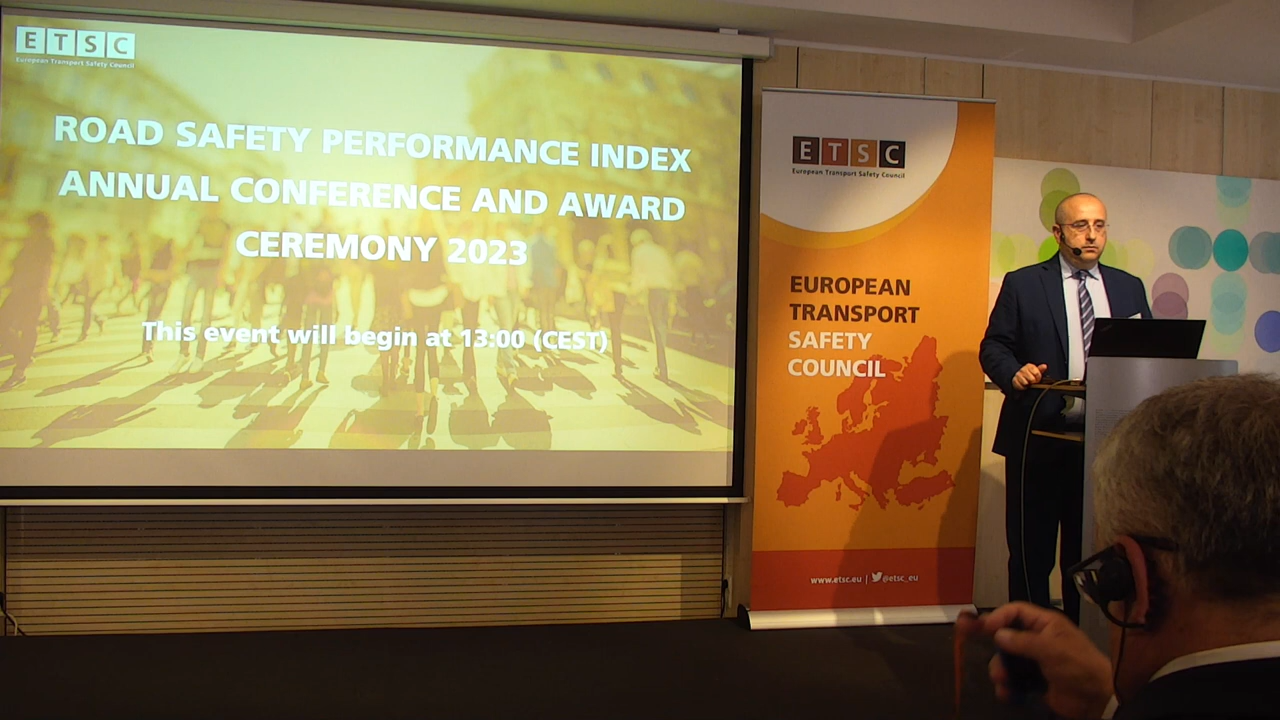 ETSC
European Transport Safety Council
ROAD SAFETY PERFORMANCE INDEX
ANNUAL CONFERENCE AND AWARD
CEREMONY 2023
This event will begin at 13:00 (CEST)
ETSC
European Transport Safety Council
EUROPEAN
TRANSPORT
SAFETY
COUNCIL
www.etsc.eu | @etsc_eu